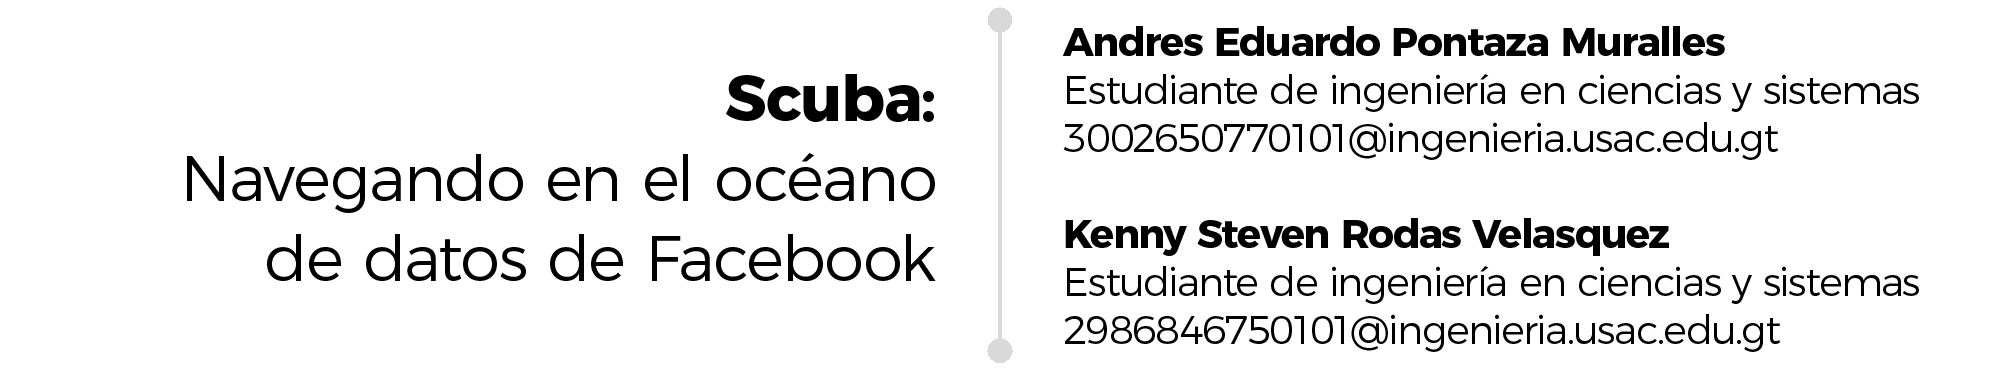 Scuba:
Navegando en el océano
de datos de Facebook
Andres Eduardo Pontaza Muralles
Estudiante de ingeniería en ciencias y sistemas
3002650770101@ingenieria.usac.edu.gt
Kenny Steven Rodas Velasquez
Estudiante de ingeniería en ciencias y sistemas
2986846750101@ingenieria.usac.edu.gt